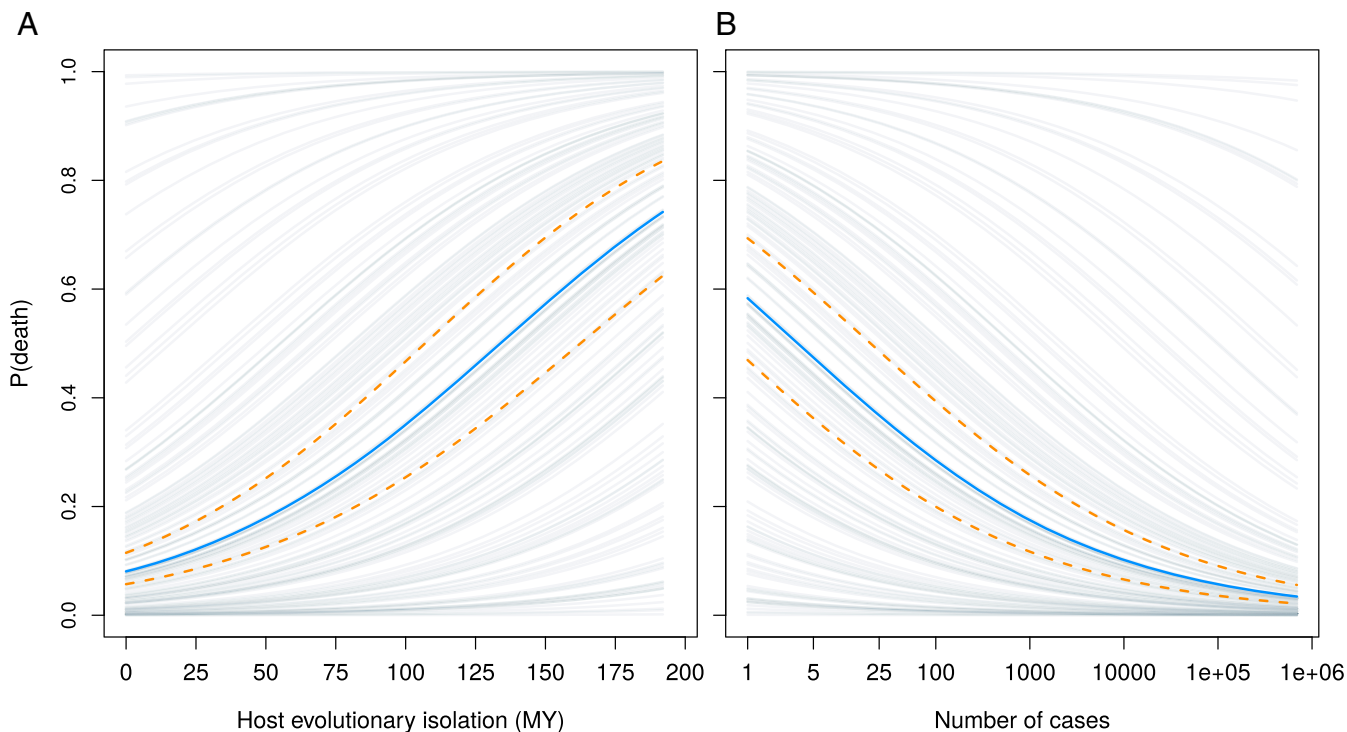 A
B
P(death)
1.0
0.8
0.6
0.4
0.2
0.0
0 25 50 75 100 125 150 175 200
1 5 25 100 1000 10000 1e+05 1e+06
Host evolutionary isolation (MY)
Number of cases